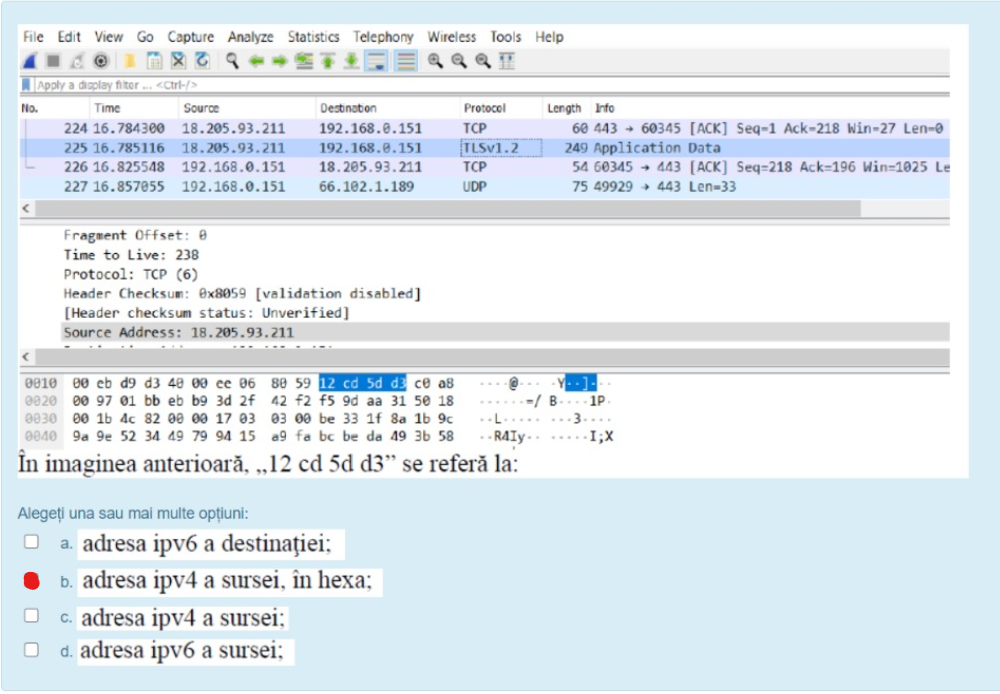 File Edit View Go Capture Analyze Statistics Telephony Wireless Tools Help
Apply a display filter ... <Ctrl-/>
No. Time Source Destination Protocol Length Info
224 16.784300 18.205.93.211 192.168.0.151 TCP 60 443 → 60345 [ACK] Seq=1 Ack=218 Win=27 Len=0
225 16.785116 18.205.93.211 192.168.0.151 TLSv1.2 249 Application Data
226 16.825548 192.168.0.151 18.205.93.211 TCP 54 60345 → 443 [ACK] Seq=218 Ack=196 Win=1025 Le
227 16.857055 192.168.0.151 66.102.1.189 UDP 75 49929 → 443 Len=33
Fragment Offset: 0
Time to Live: 238
Protocol: TCP (6)
Header Checksum: 0x8059 [validation disabled]
[Header checksum status: Unverified]
Source Address: 18.205.93.211
0010 00 eb d9 d3 40 00 ee 06 80 59 12 cd 5d d3 c0 a8 ····@··· ·Y··]···
0020 00 97 01 bb eb b9 3d 2f 42 f2 f5 9d aa 31 50 18 ······=/ B····1P·
0030 00 1b 4c 82 00 00 17 03 03 00 be 33 1f 8a 1b 9c ··L····· ···3····
0040 9a 9e 52 34 49 79 94 15 a9 fa bc be da 49 3b 58 ··R4Iy·· ·····I;X
În imaginea anterioară, „12 cd 5d d3” se referă la:
Alegeți una sau mai multe opțiuni:
a. adresa ipv6 a destinaţiei;
b. adresa ipv4 a sursei, în hexa;
c. adresa ipv4 a sursei;
d. adresa ipv6 a sursei;